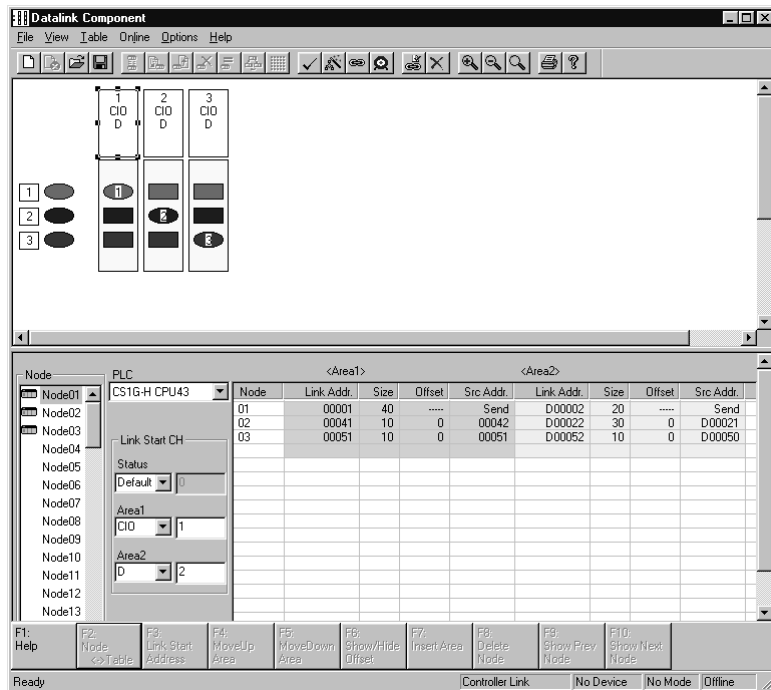 Datalink Component
File View Table Online Options Help
1 2 3
CIO CIO CIO
D D D
1 1
2 2
3 3
<Area1> <Area2>
Node PLC
CS1G-H CPU43
Node Link Addr. Size Offset Src Addr. Link Addr. Size Offset Src Addr.
01 00001 40 ----- Send D00002 20 ----- Send
02 00041 10 0 00042 D00022 30 0 D00021
03 00051 10 0 00051 D00052 10 0 D00050
Node01
Node02
Node03
Node04
Node05
Node06
Node07
Node08
Node09
Node10
Node11
Node12
Node13
Link Start CH
Status
Default 0
Area1
CIO 1
Area2
D 2
F1: Help
F2: Node <->Table
F3: Link Start Address
F4: MoveUp Area
F5: MoveDown Area
F6: Show/Hide Offset
F7: Insert Area
F8: Delete Node
F9: Show Prev Node
F10: Show Next Node
Ready Controller Link No Device No Mode Offline